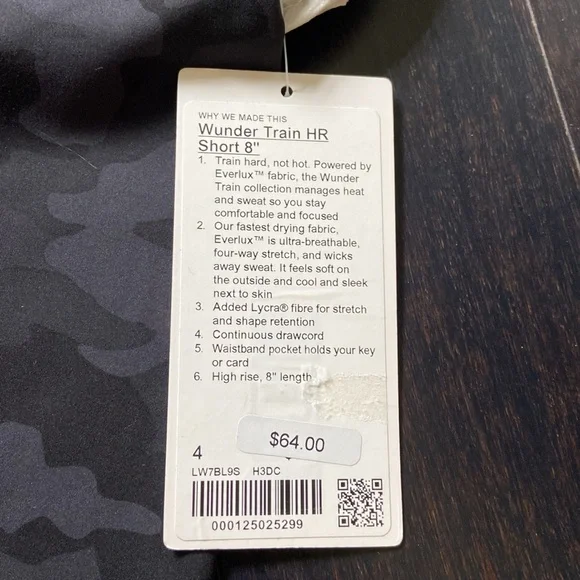 WHY WE MADE THIS
Wunder Train HR
Short 8"
1. Train hard, not hot. Powered by
Everlux™ fabric, the Wunder
Train collection manages heat
and sweat so you stay
comfortable and focused
2. Our fastest drying fabric,
Everlux™ is ultra-breathable,
four-way stretch, and wicks
away sweat. It feels soft on
the outside and cool and sleek
next to skin
3. Added Lycra® fibre for stretch
and shape retention
4. Continuous drawcord
5. Waistband pocket holds your key
or card
6. High rise, 8" length
$64.00
4
LW7BL9S H3DC
000125025299